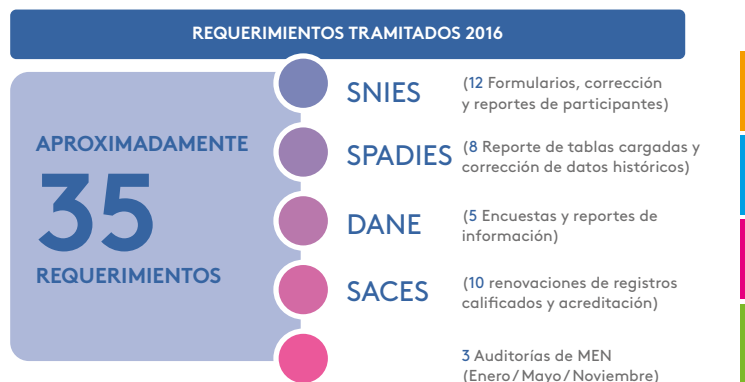 REQUERIMIENTOS TRAMITADOS 2016
APROXIMADAMENTE
35
REQUERIMIENTOS
SNIES
(12 Formularios, corrección
y reportes de participantes)
SPADIES
(8 Reporte de tablas cargadas y
corrección de datos históricos)
DANE
(5 Encuestas y reportes de
información)
SACES
(10 renovaciones de registros
calificados y acreditación)
3 Auditorías de MEN
(Enero / Mayo / Noviembre)